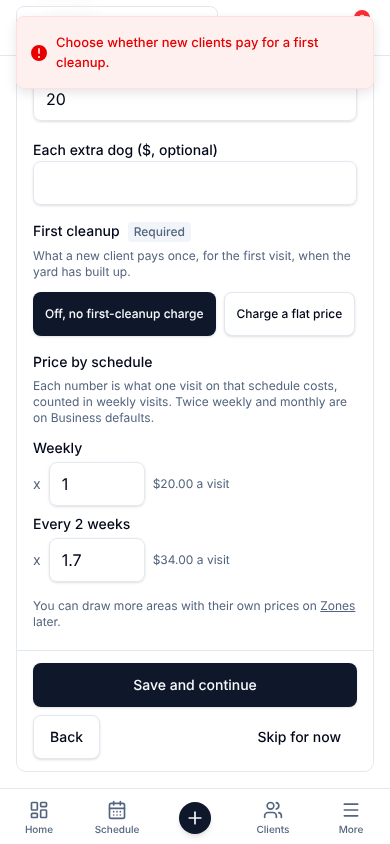 Choose whether new clients pay for a first
cleanup.
20
Each extra dog ($, optional)
First cleanup Required
What a new client pays once, for the first visit, when the
yard has built up.
Off, no first-cleanup charge Charge a flat price
Price by schedule
Each number is what one visit on that schedule costs,
counted in weekly visits. Twice weekly and monthly are
on Business defaults.
Weekly
x 1 $20.00 a visit
Every 2 weeks
x 1.7 $34.00 a visit
You can draw more areas with their own prices on Zones
later.
Save and continue
Back Skip for now
Home Schedule Clients More